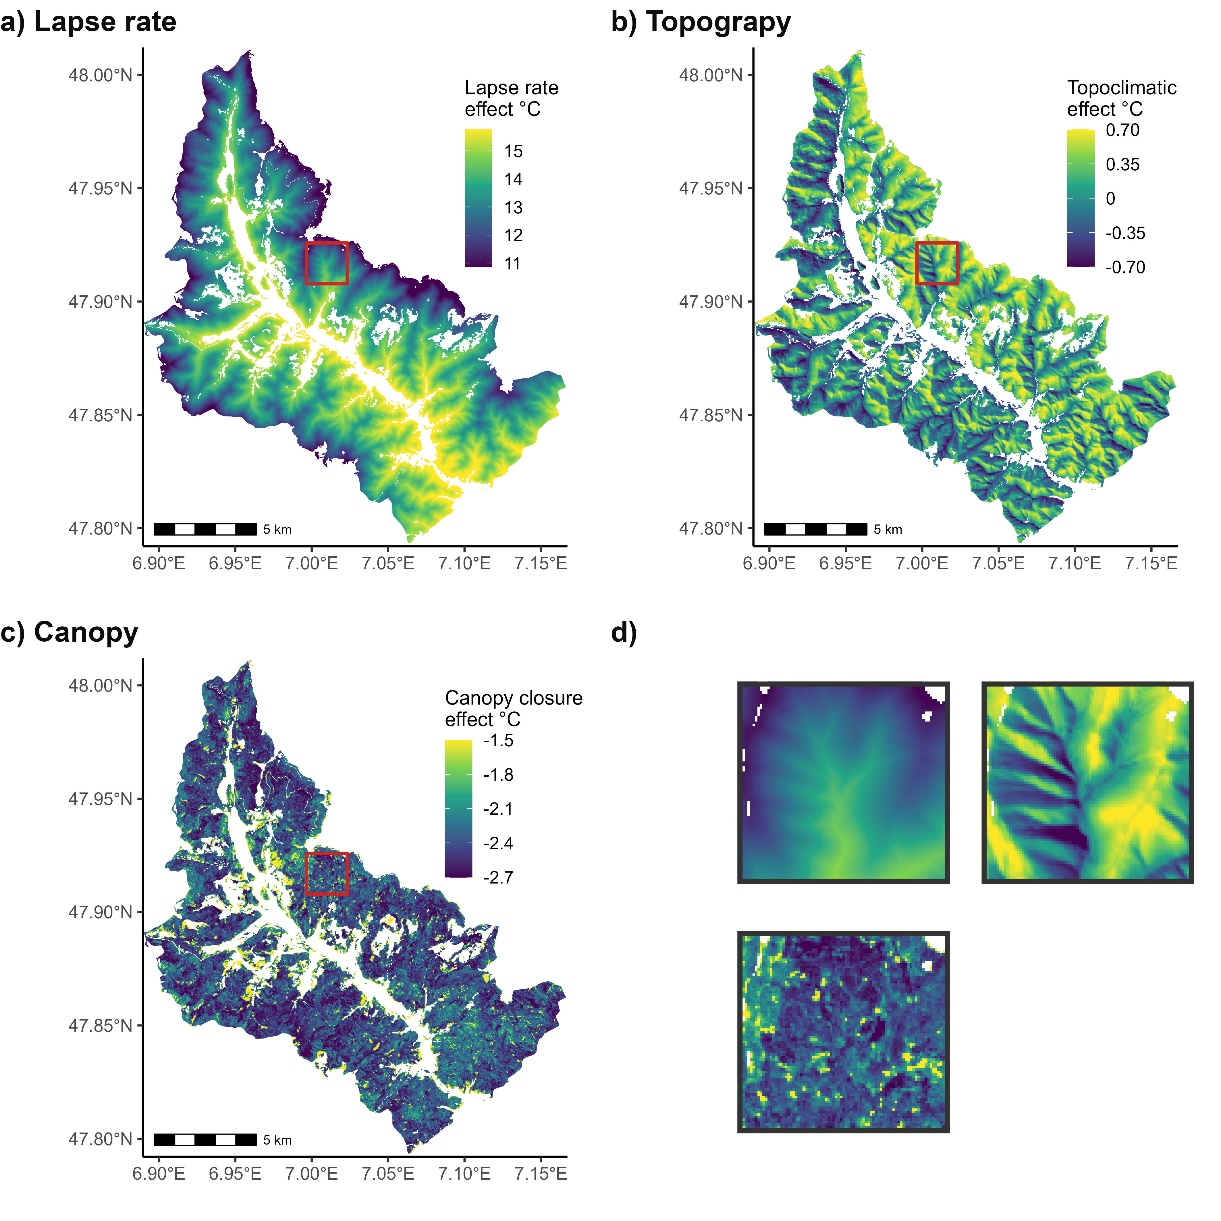 a) Lapse rate
48.00°N
47.95°N
47.90°N
47.85°N
47.80°N
6.90°E 6.95°E 7.00°E 7.05°E 7.10°E 7.15°E
Lapse rate
effect °C
15
14
13
12
11
5 km
b) Topograpy
48.00°N
47.95°N
47.90°N
47.85°N
47.80°N
6.90°E 6.95°E 7.00°E 7.05°E 7.10°E 7.15°E
Topoclimatic
effect °C
0.70
0.35
0
-0.35
-0.70
5 km
c) Canopy
48.00°N
47.95°N
47.90°N
47.85°N
47.80°N
6.90°E 6.95°E 7.00°E 7.05°E 7.10°E 7.15°E
Canopy closure
effect °C
-1.5
-1.8
-2.1
-2.4
-2.7
5 km
d)